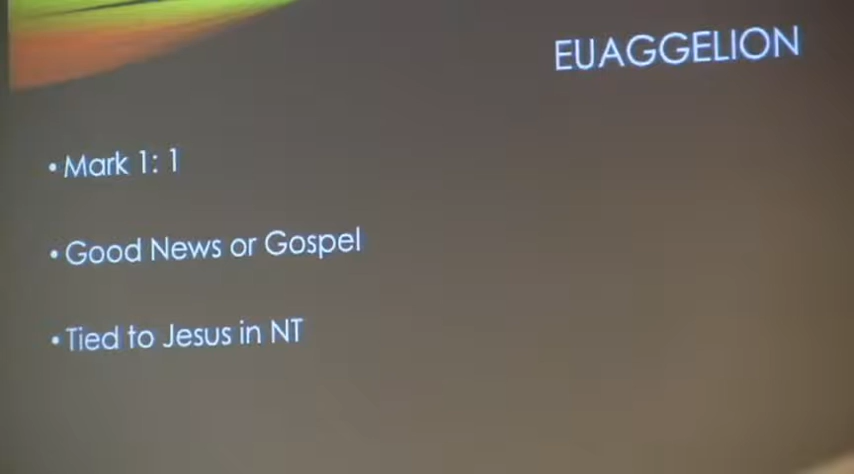 EUAGGELION
• Mark 1: 1
• Good News or Gospel
• Tied to Jesus in NT